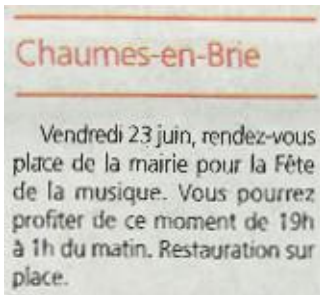 Chaumes-en-Brie
Vendredi 23 juin, rendez-vous
place de la mairie pour la Fête
de la musique. Vous pourrez
profiter de ce moment de 19h
à 1h du matin. Restauration sur
place.